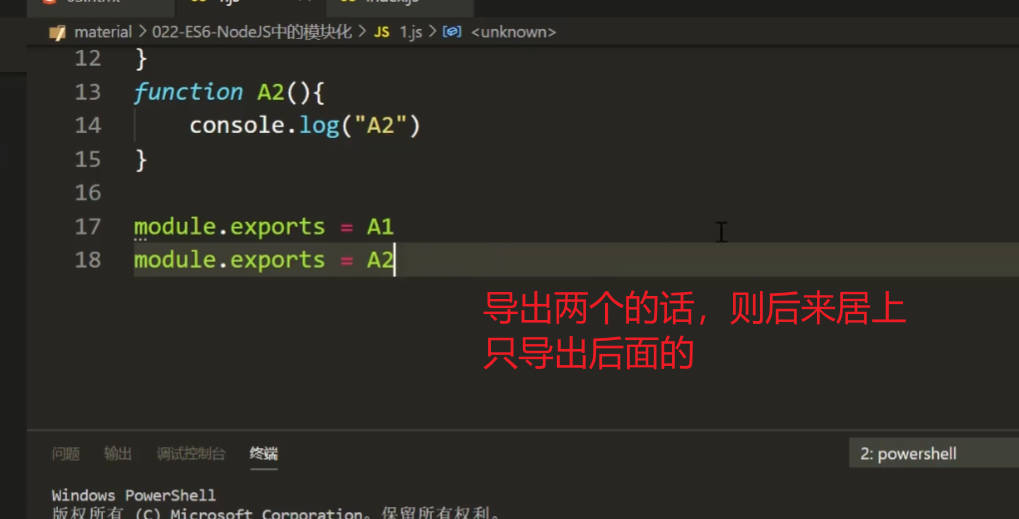 material > 022-ES6-NodeJS中的模块化 > JS 1.js > <unknown>
12 }
13 function A2(){
14 console.log("A2")
15 }
16
17 module.exports = A1
18 module.exports = A2
导出两个的话，则后来居上
只导出后面的
问题 输出 调试控制台 终端 2: powershell
Windows PowerShell
版权所有 (C) Microsoft Corporation。保留所有权利。